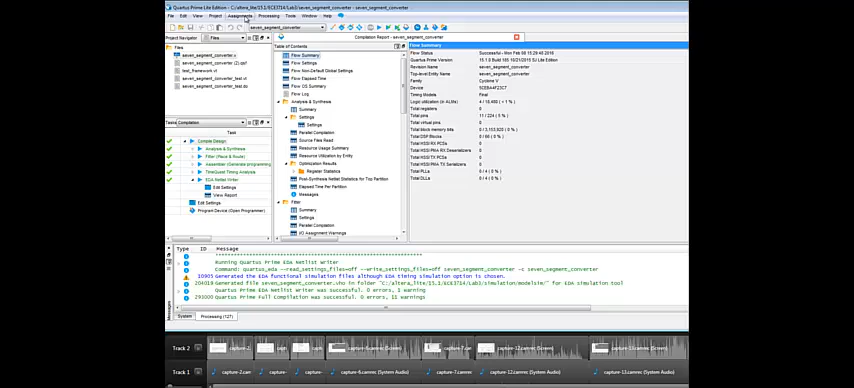 Quartus Prime Lite Edition - C:/altera_lite/15.1/ECE3714/Lab3/seven_segment_converter - seven_segment_converter
File Edit View Project Assignments Processing Tools Window Help
seven_segment_converter
Project Navigator Files
Files
seven_segment_converter.v
seven_segment_converter (2).qsf
test_framework.vt
seven_segment_converter_test.vt
seven_segment_converter_test.do
Tasks Compilation
Task
Compile Design
Analysis & Synthesis
Fitter (Place & Route)
Assembler (Generate programming
TimeQuest Timing Analysis
EDA Netlist Writer
Edit Settings
View Report
Edit Settings
Program Device (Open Programmer)
Compilation Report - seven_segment_converter
Table of Contents
Flow Summary
Flow Settings
Flow Non-Default Global Settings
Flow Elapsed Time
Flow OS Summary
Flow Log
Analysis & Synthesis
Summary
Settings
Settings
Parallel Compilation
Source Files Read
Resource Usage Summary
Resource Utilization by Entity
Optimization Results
Register Statistics
Post-Synthesis Netlist Statistics for Top Partition
Elapsed Time Per Partition
Messages
Fitter
Summary
Settings
Parallel Compilation
I/O Assignment Warnings
Flow Summary
Flow Status Successful - Mon Feb 08 15:29:45 2016
Quartus Prime Version 15.1.0 Build 185 10/21/2015 SJ Lite Edition
Revision Name seven_segment_converter
Top-level Entity Name seven_segment_converter
Family Cyclone V
Device 5CEBA4F23C7
Timing Models Final
Logic utilization (in ALMs) 4 / 18,480 ( < 1 % )
Total registers 0
Total pins 11 / 224 ( 5 % )
Total virtual pins 0
Total block memory bits 0 / 3,153,920 ( 0 % )
Total DSP Blocks 0 / 66 ( 0 % )
Total HSSI RX PCSs 0
Total HSSI PMA RX Deserializers 0
Total HSSI TX PCSs 0
Total HSSI PMA TX Serializers 0
Total PLLs 0 / 4 ( 0 % )
Total DLLs 0 / 4 ( 0 % )
Type ID Message
Running Quartus Prime EDA Netlist Writer
Command: quartus_eda --read_settings_files=off --write_settings_files=off seven_segment_converter -c seven_segment_converter
10905 Generated the EDA functional simulation files although EDA timing simulation option is chosen.
204019 Generated file seven_segment_converter.vho in folder "C:/altera_lite/15.1/ECE3714/Lab3/simulation/modelsim/" for EDA simulation tool
Quartus Prime EDA Netlist Writer was successful. 0 errors, 1 warning
293000 Quartus Prime Full Compilation was successful. 0 errors, 11 warnings
Messages
System Processing (127)
Track 2
Track 1